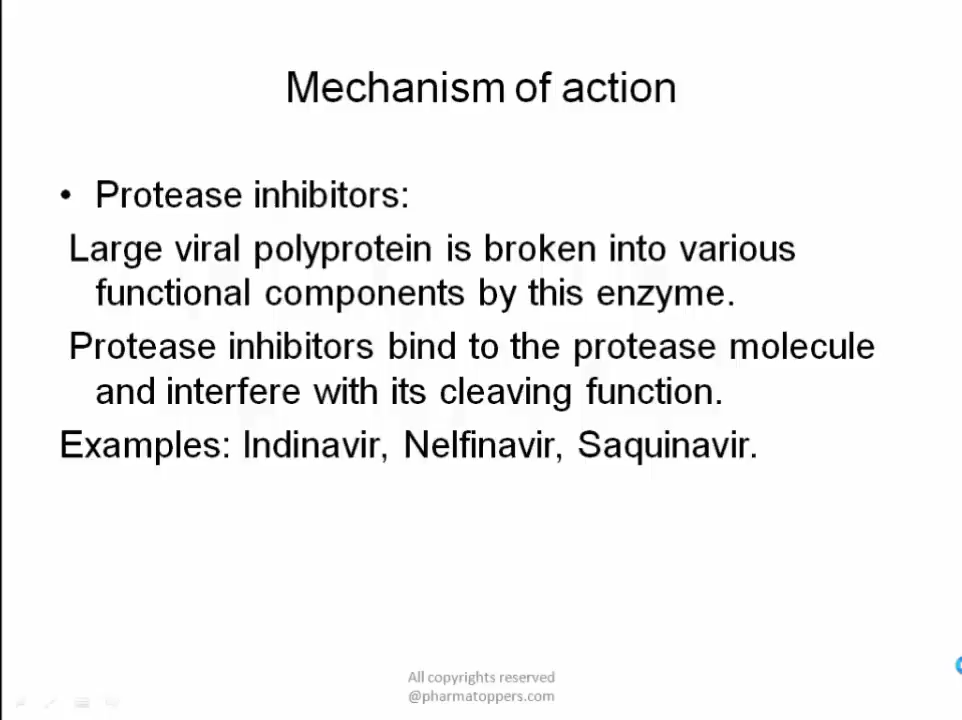 Mechanism of action
• Protease inhibitors:
Large viral polyprotein is broken into various
functional components by this enzyme.
Protease inhibitors bind to the protease molecule
and interfere with its cleaving function.
Examples: Indinavir, Nelfinavir, Saquinavir.
All copyrights reserved
@pharmatoppers.com